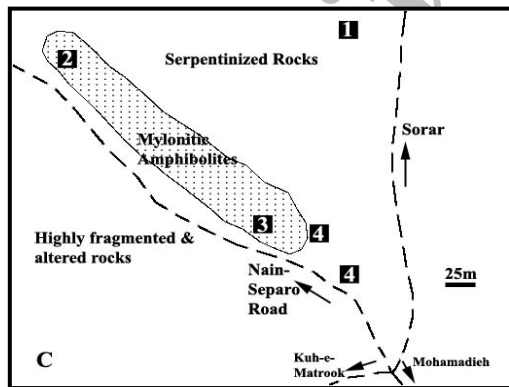 1
Serpentinized Rocks
2
Sorar
Mylonitic
Amphibolites
3
4
Highly fragmented &
altered rocks
4
Nain-
Separo
Road
25m
Kuh-e-
Matrook
Mohamadieh
C